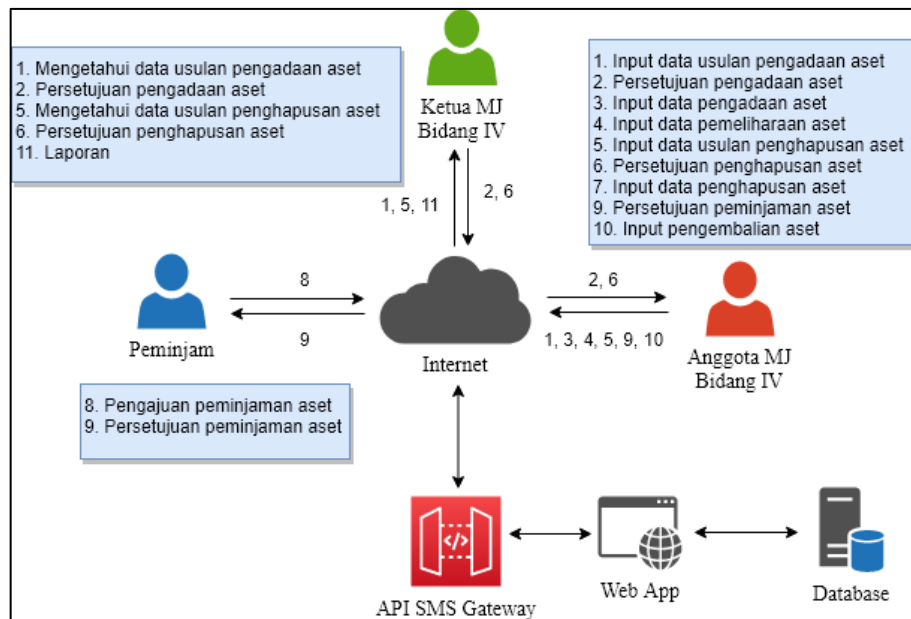 1. Mengetahui data usulan pengadaan aset
2. Persetujuan pengadaan aset
5. Mengetahui data usulan penghapusan aset
6. Persetujuan penghapusan aset
11. Laporan
Ketua MJ
Bidang IV
1. Input data usulan pengadaan aset
2. Persetujuan pengadaan aset
3. Input data pengadaan aset
4. Input data pemeliharaan aset
5. Input data usulan penghapusan aset
6. Persetujuan penghapusan aset
7. Input data penghapusan aset
9. Persetujuan peminjaman aset
10. Input pengembalian aset
1, 5, 11
2, 6
8
9
Peminjam
Internet
2, 6
1, 3, 4, 5, 9, 10
Anggota MJ
Bidang IV
8. Pengajuan peminjaman aset
9. Persetujuan peminjaman aset
</>
API SMS Gateway
Web App
Database